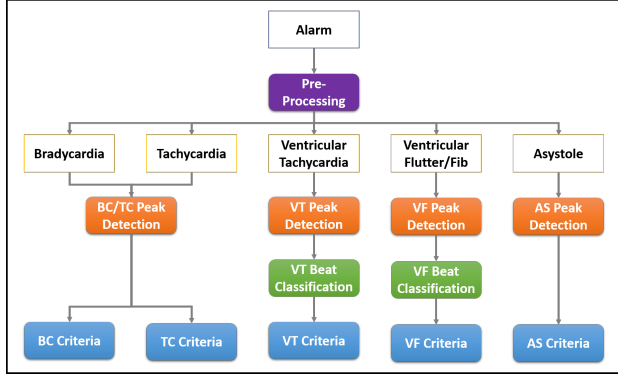 Alarm
Pre-
Processing
Bradycardia
Tachycardia
Ventricular
Tachycardia
Ventricular
Flutter/Fib
Asystole
BC/TC Peak
Detection
VT Peak
Detection
VF Peak
Detection
AS Peak
Detection
VT Beat
Classification
VF Beat
Classification
BC Criteria
TC Criteria
VT Criteria
VF Criteria
AS Criteria